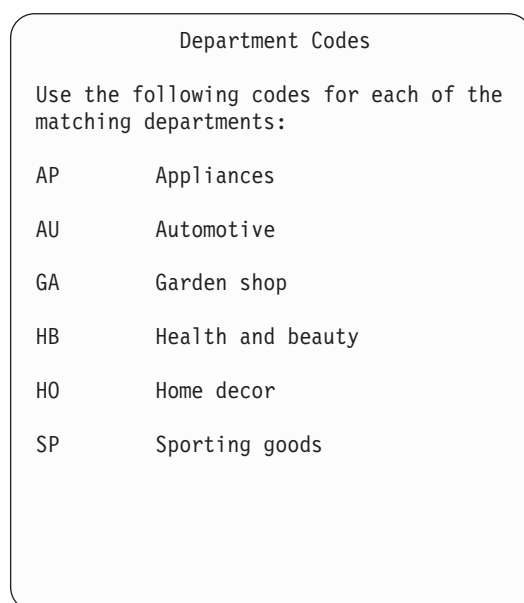 Department Codes
Use the following codes for each of the
matching departments:
AP Appliances
AU Automotive
GA Garden shop
HB Health and beauty
HO Home decor
SP Sporting goods